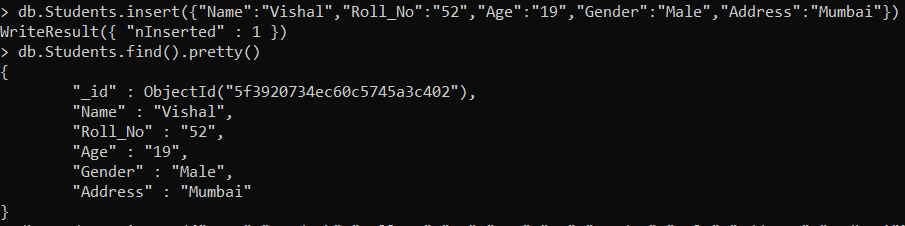 > db.Students.insert({"Name":"Vishal","Roll_No":"52","Age":"19","Gender":"Male","Address":"Mumbai"})
WriteResult({ "nInserted" : 1 })
> db.Students.find().pretty()
{
        "_id" : ObjectId("5f3920734ec60c5745a3c402"),
        "Name" : "Vishal",
        "Roll_No" : "52",
        "Age" : "19",
        "Gender" : "Male",
        "Address" : "Mumbai"
}